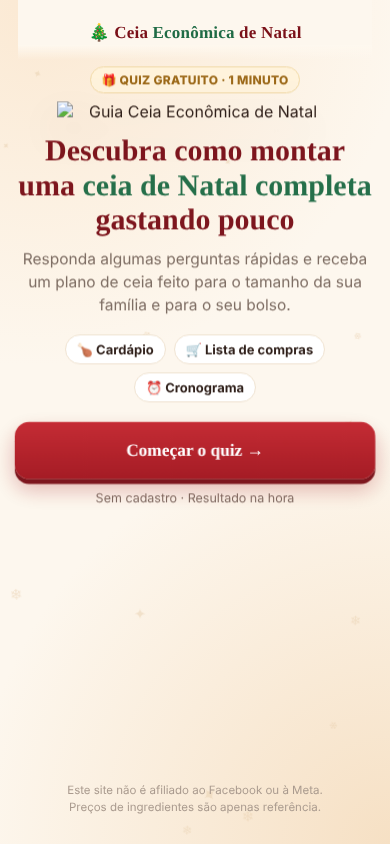 🎄 Ceia Econômica de Natal
🎁 QUIZ GRATUITO · 1 MINUTO
Guia Ceia Econômica de Natal
Descubra como montar
uma ceia de Natal completa
gastando pouco
Responda algumas perguntas rápidas e receba
um plano de ceia feito para o tamanho da sua
família e para o seu bolso.
🍗 Cardápio
🛒 Lista de compras
⏰ Cronograma
Começar o quiz →
Sem cadastro · Resultado na hora
Este site não é afiliado ao Facebook ou à Meta.
Preços de ingredientes são apenas referência.